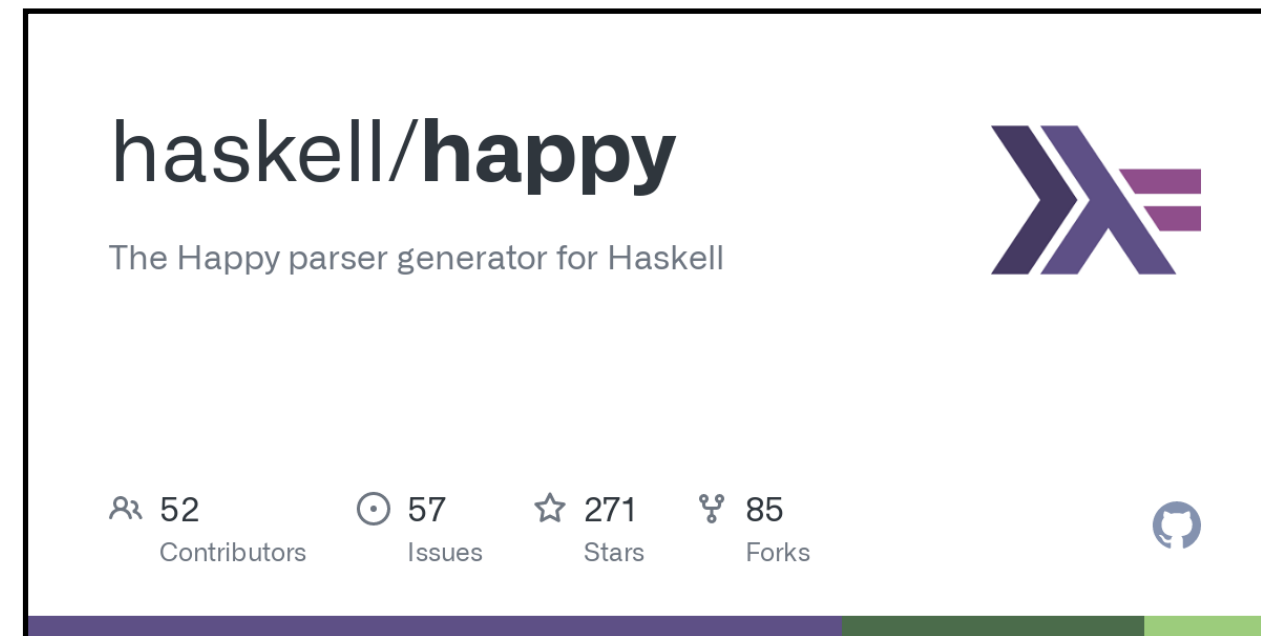 haskell/happy
The Happy parser generator for Haskell
52 57 271 85
Contributors Issues Stars Forks